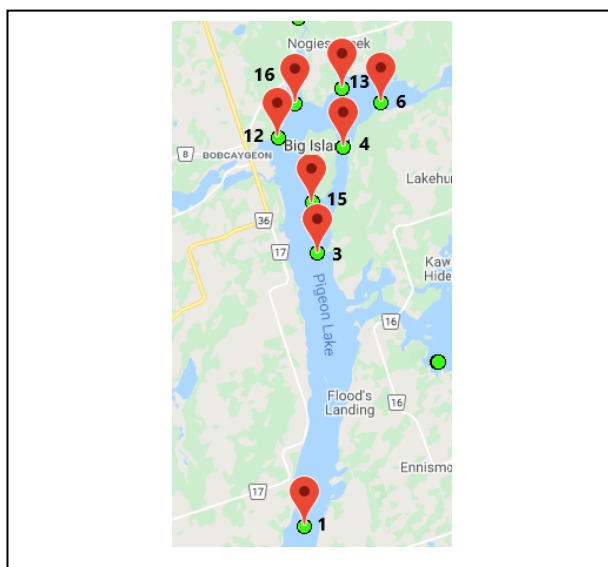 Nogies Creek
16
13
6
12
Big Island
4
8
BOBCAYGEON
15
Lakehu
36
17
3
Kaw
Hide
Pigeon Lake
16
Flood's
Landing
16
Ennismo
17
1